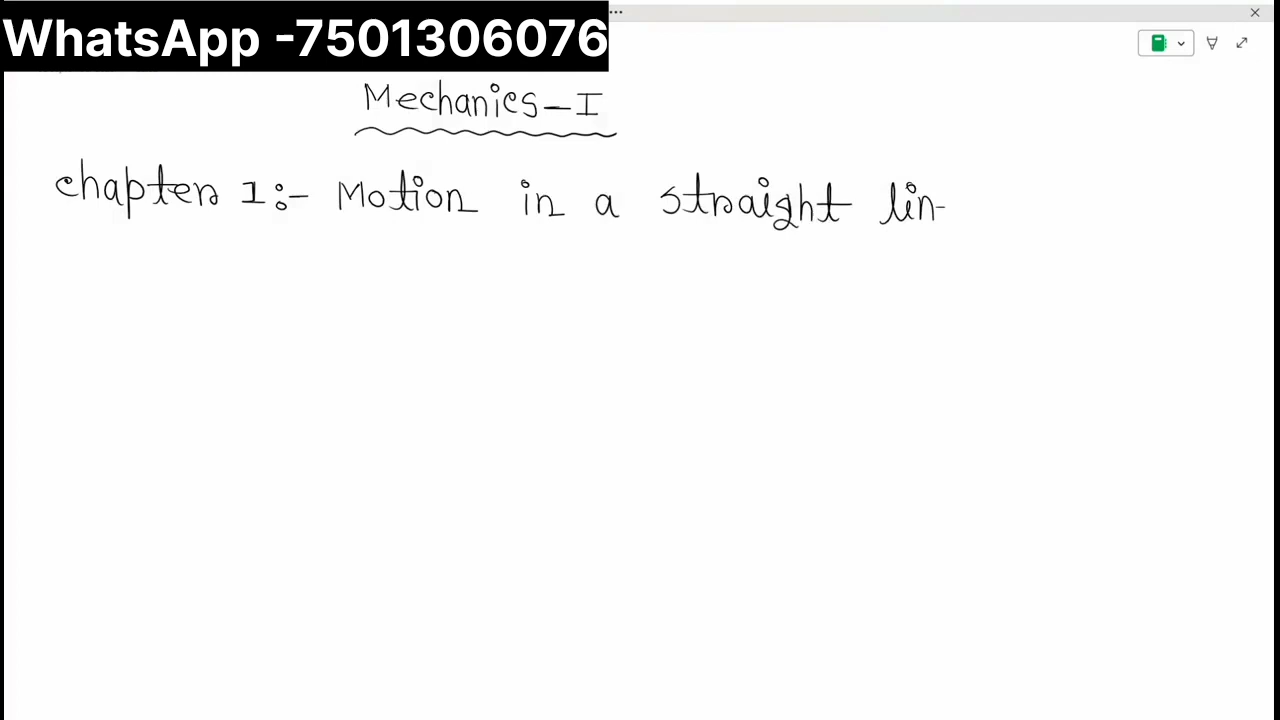 WhatsApp -7501306076
Mechanics-I
chapter 1:- Motion in a straight lin-